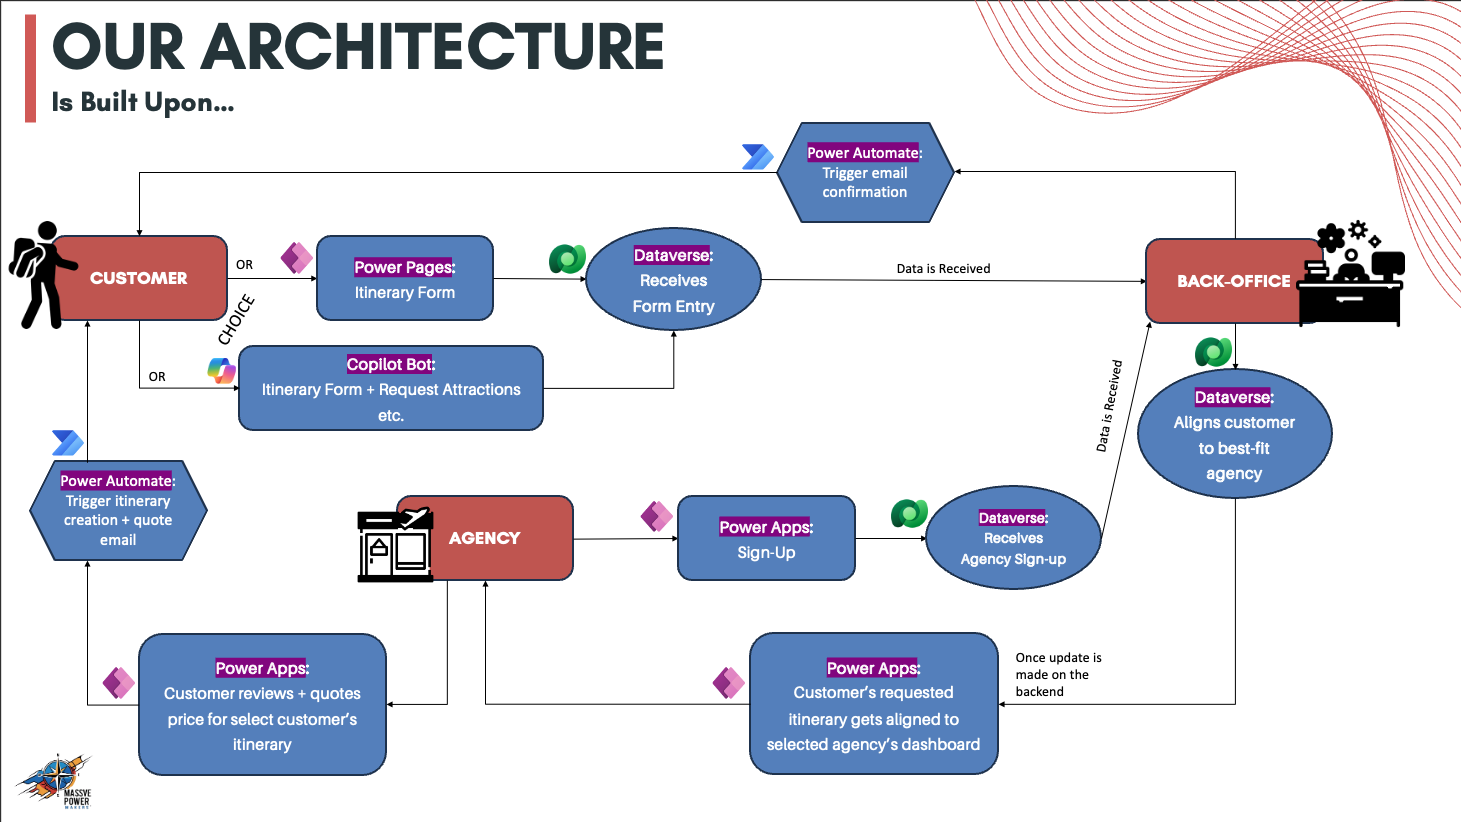 OUR ARCHITECTURE
Is Built Upon...
Power Automate:
Trigger email
confirmation
CUSTOMER
OR
CHOICE
OR
Power Pages:
Itinerary Form
Dataverse:
Receives
Form Entry
Data is Received
BACK-OFFICE
Copilot Bot:
Itinerary Form + Request Attractions
etc.
Data is Received
Dataverse:
Aligns customer
to best-fit
agency
Power Automate:
Trigger itinerary
creation + quote
email
AGENCY
Power Apps:
Sign-Up
Dataverse:
Receives
Agency Sign-up
Power Apps:
Customer reviews + quotes
price for select customer's
itinerary
Power Apps:
Customer's requested
itinerary gets aligned to
selected agency's dashboard
Once update is
made on the
backend
MASSVE
POWER
MAKERS